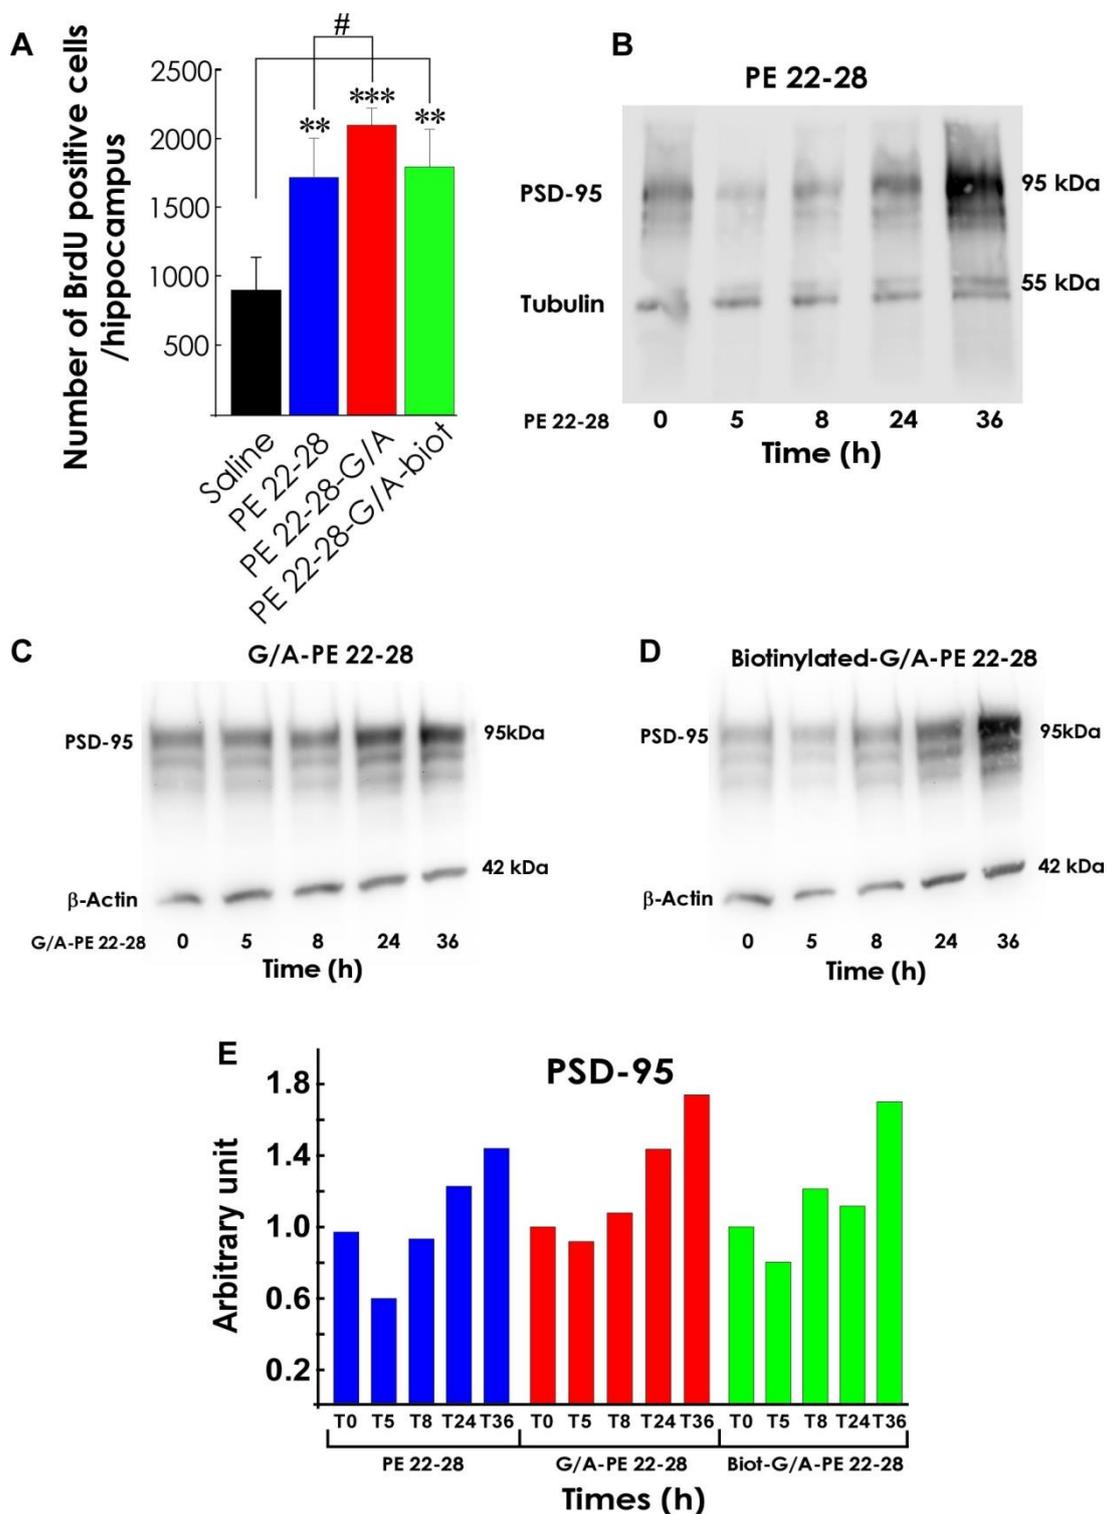 A
Number of BrdU positive cells
/hippocampus
#
2500
2000
1500
1000
500
**
***
**
Saline
PE 22-28
PE 22-28-G/A
PE 22-28-G/A-biot
B
PE 22-28
PSD-95
95 kDa
55 kDa
Tubulin
PE 22-28 0 5 8 24 36
Time (h)
C
G/A-PE 22-28
PSD-95
95kDa
42 kDa
β-Actin
G/A-PE 22-28 0 5 8 24 36
Time (h)
D
Biotinylated-G/A-PE 22-28
PSD-95
95kDa
42 kDa
β-Actin
0 5 8 24 36
Time (h)
E
PSD-95
Arbitrary unit
1.8
1.4
1.0
0.6
0.2
T0 T5 T8 T24 T36 T0 T5 T8 T24 T36 T0 T5 T8 T24 T36
PE 22-28 G/A-PE 22-28 Biot-G/A-PE 22-28
Times (h)